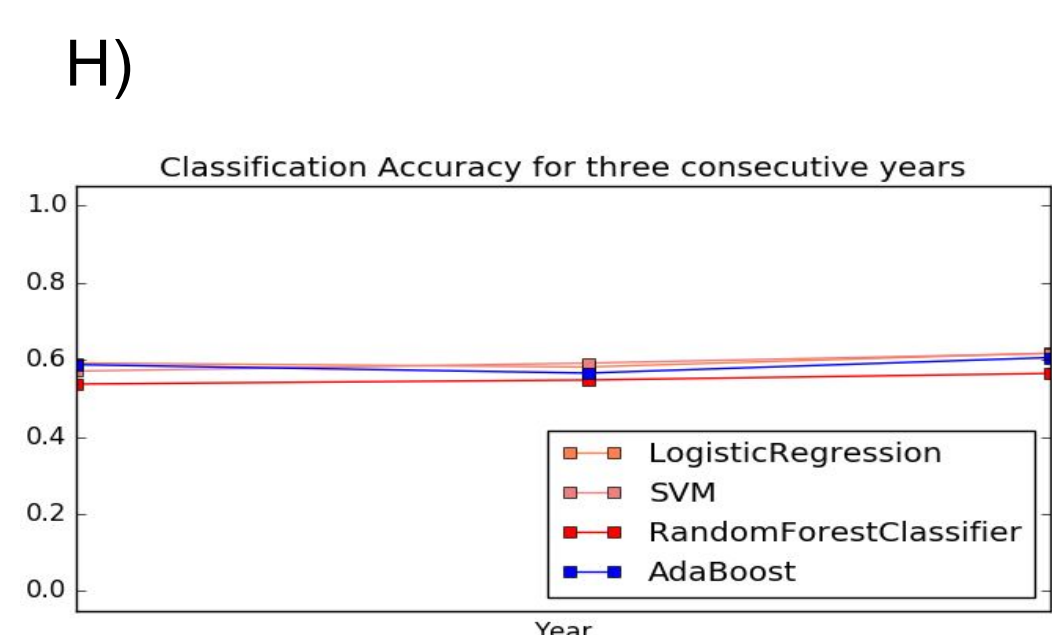 H)
Classification Accuracy for three consecutive years
1.0
0.8
0.6
0.4
0.2
0.0
LogisticRegression
SVM
RandomForestClassifier
AdaBoost
Year